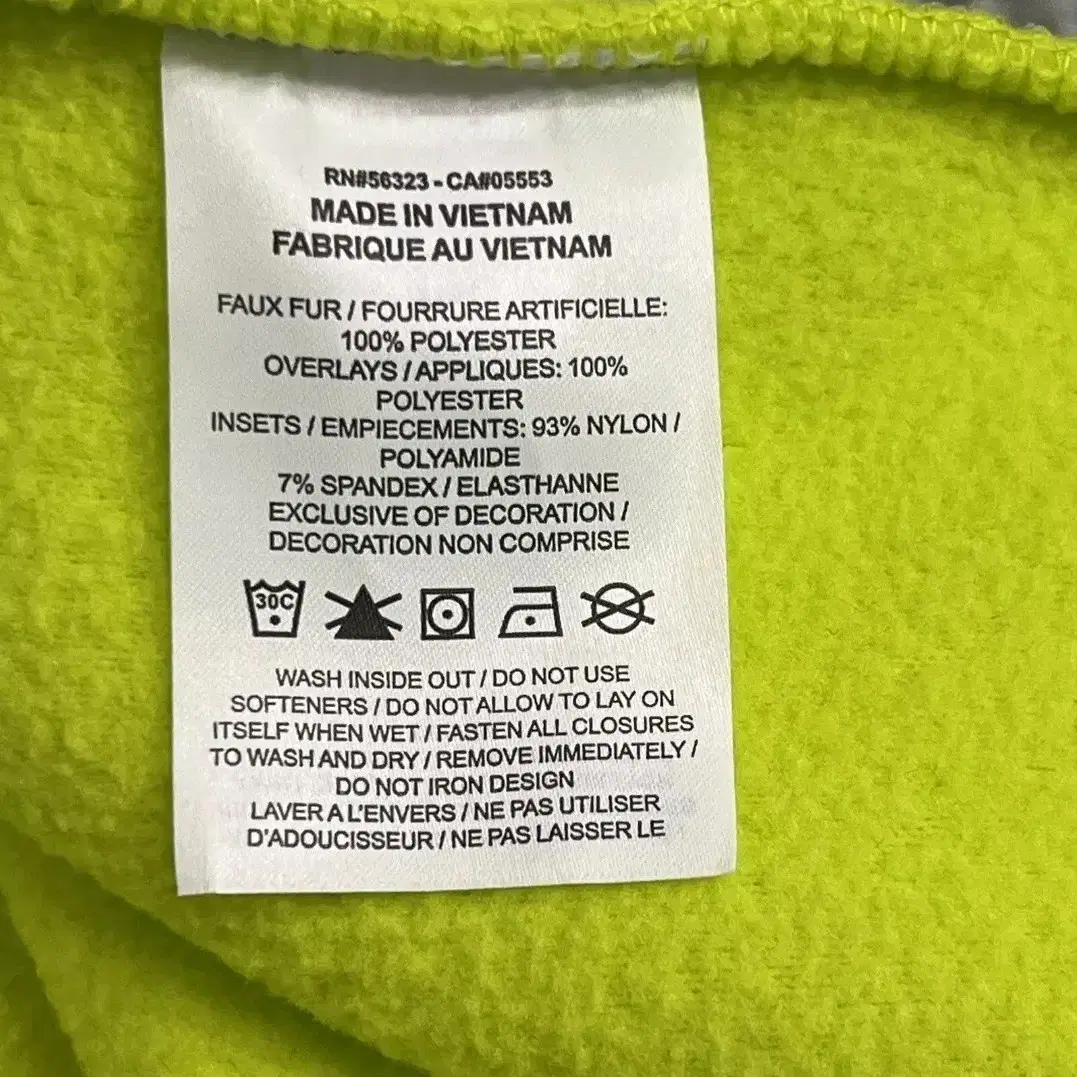 RN#56323 - CA#05553
MADE IN VIETNAM
FABRIQUE AU VIETNAM
FAUX FUR / FOURRURE ARTIFICIELLE:
100% POLYESTER
OVERLAYS / APPLIQUES: 100%
POLYESTER
INSETS / EMPIECEMENTS: 93% NYLON /
POLYAMIDE
7% SPANDEX / ELASTHANNE
EXCLUSIVE OF DECORATION /
DECORATION NON COMPRISE
30C
WASH INSIDE OUT / DO NOT USE
SOFTENERS / DO NOT ALLOW TO LAY ON
ITSELF WHEN WET / FASTEN ALL CLOSURES
TO WASH AND DRY / REMOVE IMMEDIATELY /
DO NOT IRON DESIGN
LAVER A L'ENVERS / NE PAS UTILISER
D'ADOUCISSEUR / NE PAS LAISSER LE